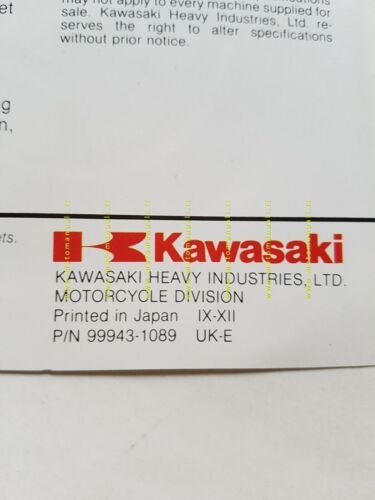 et
may not apply to every machine supplied for
sale. Kawasaki Heavy Industries, Ltd. re-
serves the right to alter specifications
without prior notice.
g
n,
ets.
Kawasaki
KAWASAKI HEAVY INDUSTRIES, LTD.
MOTORCYCLE DIVISION
Printed in Japan IX-XII
P/N 99943-1089 UK-E